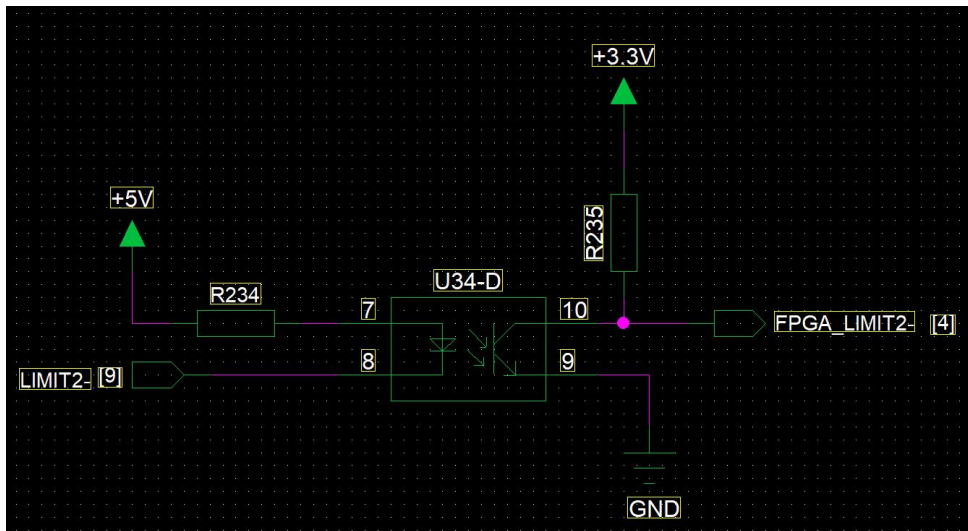 +3.3V
+5V
R235
U34-D
R234
7
10
FPGA_LIMIT2- [4]
8
9
LIMIT2- [9]
GND